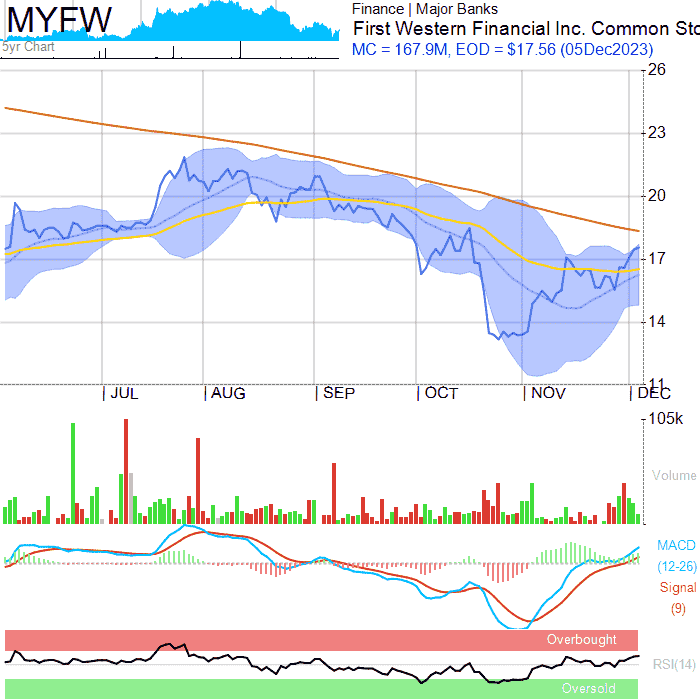 MYFW
5yr Chart
Finance | Major Banks
First Western Financial Inc. Common Sto
MC = 167.9M, EOD = $17.56 (05Dec2023)
26
23
20
17
14
11
JUL AUG SEP OCT NOV DEC
105k
Volume
MACD
(12-26)
Signal
(9)
Overbought
RSI(14)
Oversold